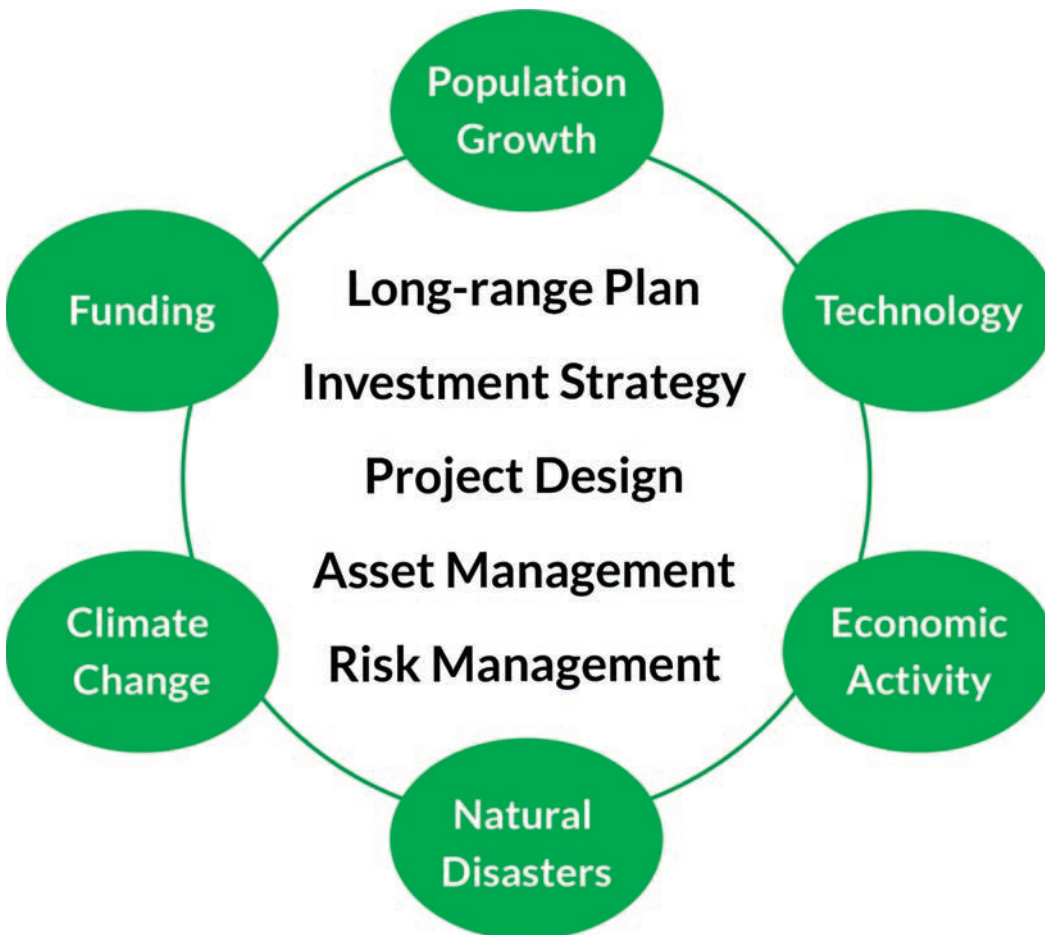 Population
Growth
Funding
Technology
Long-range Plan
Investment Strategy
Project Design
Asset Management
Risk Management
Climate
Change
Economic
Activity
Natural
Disasters